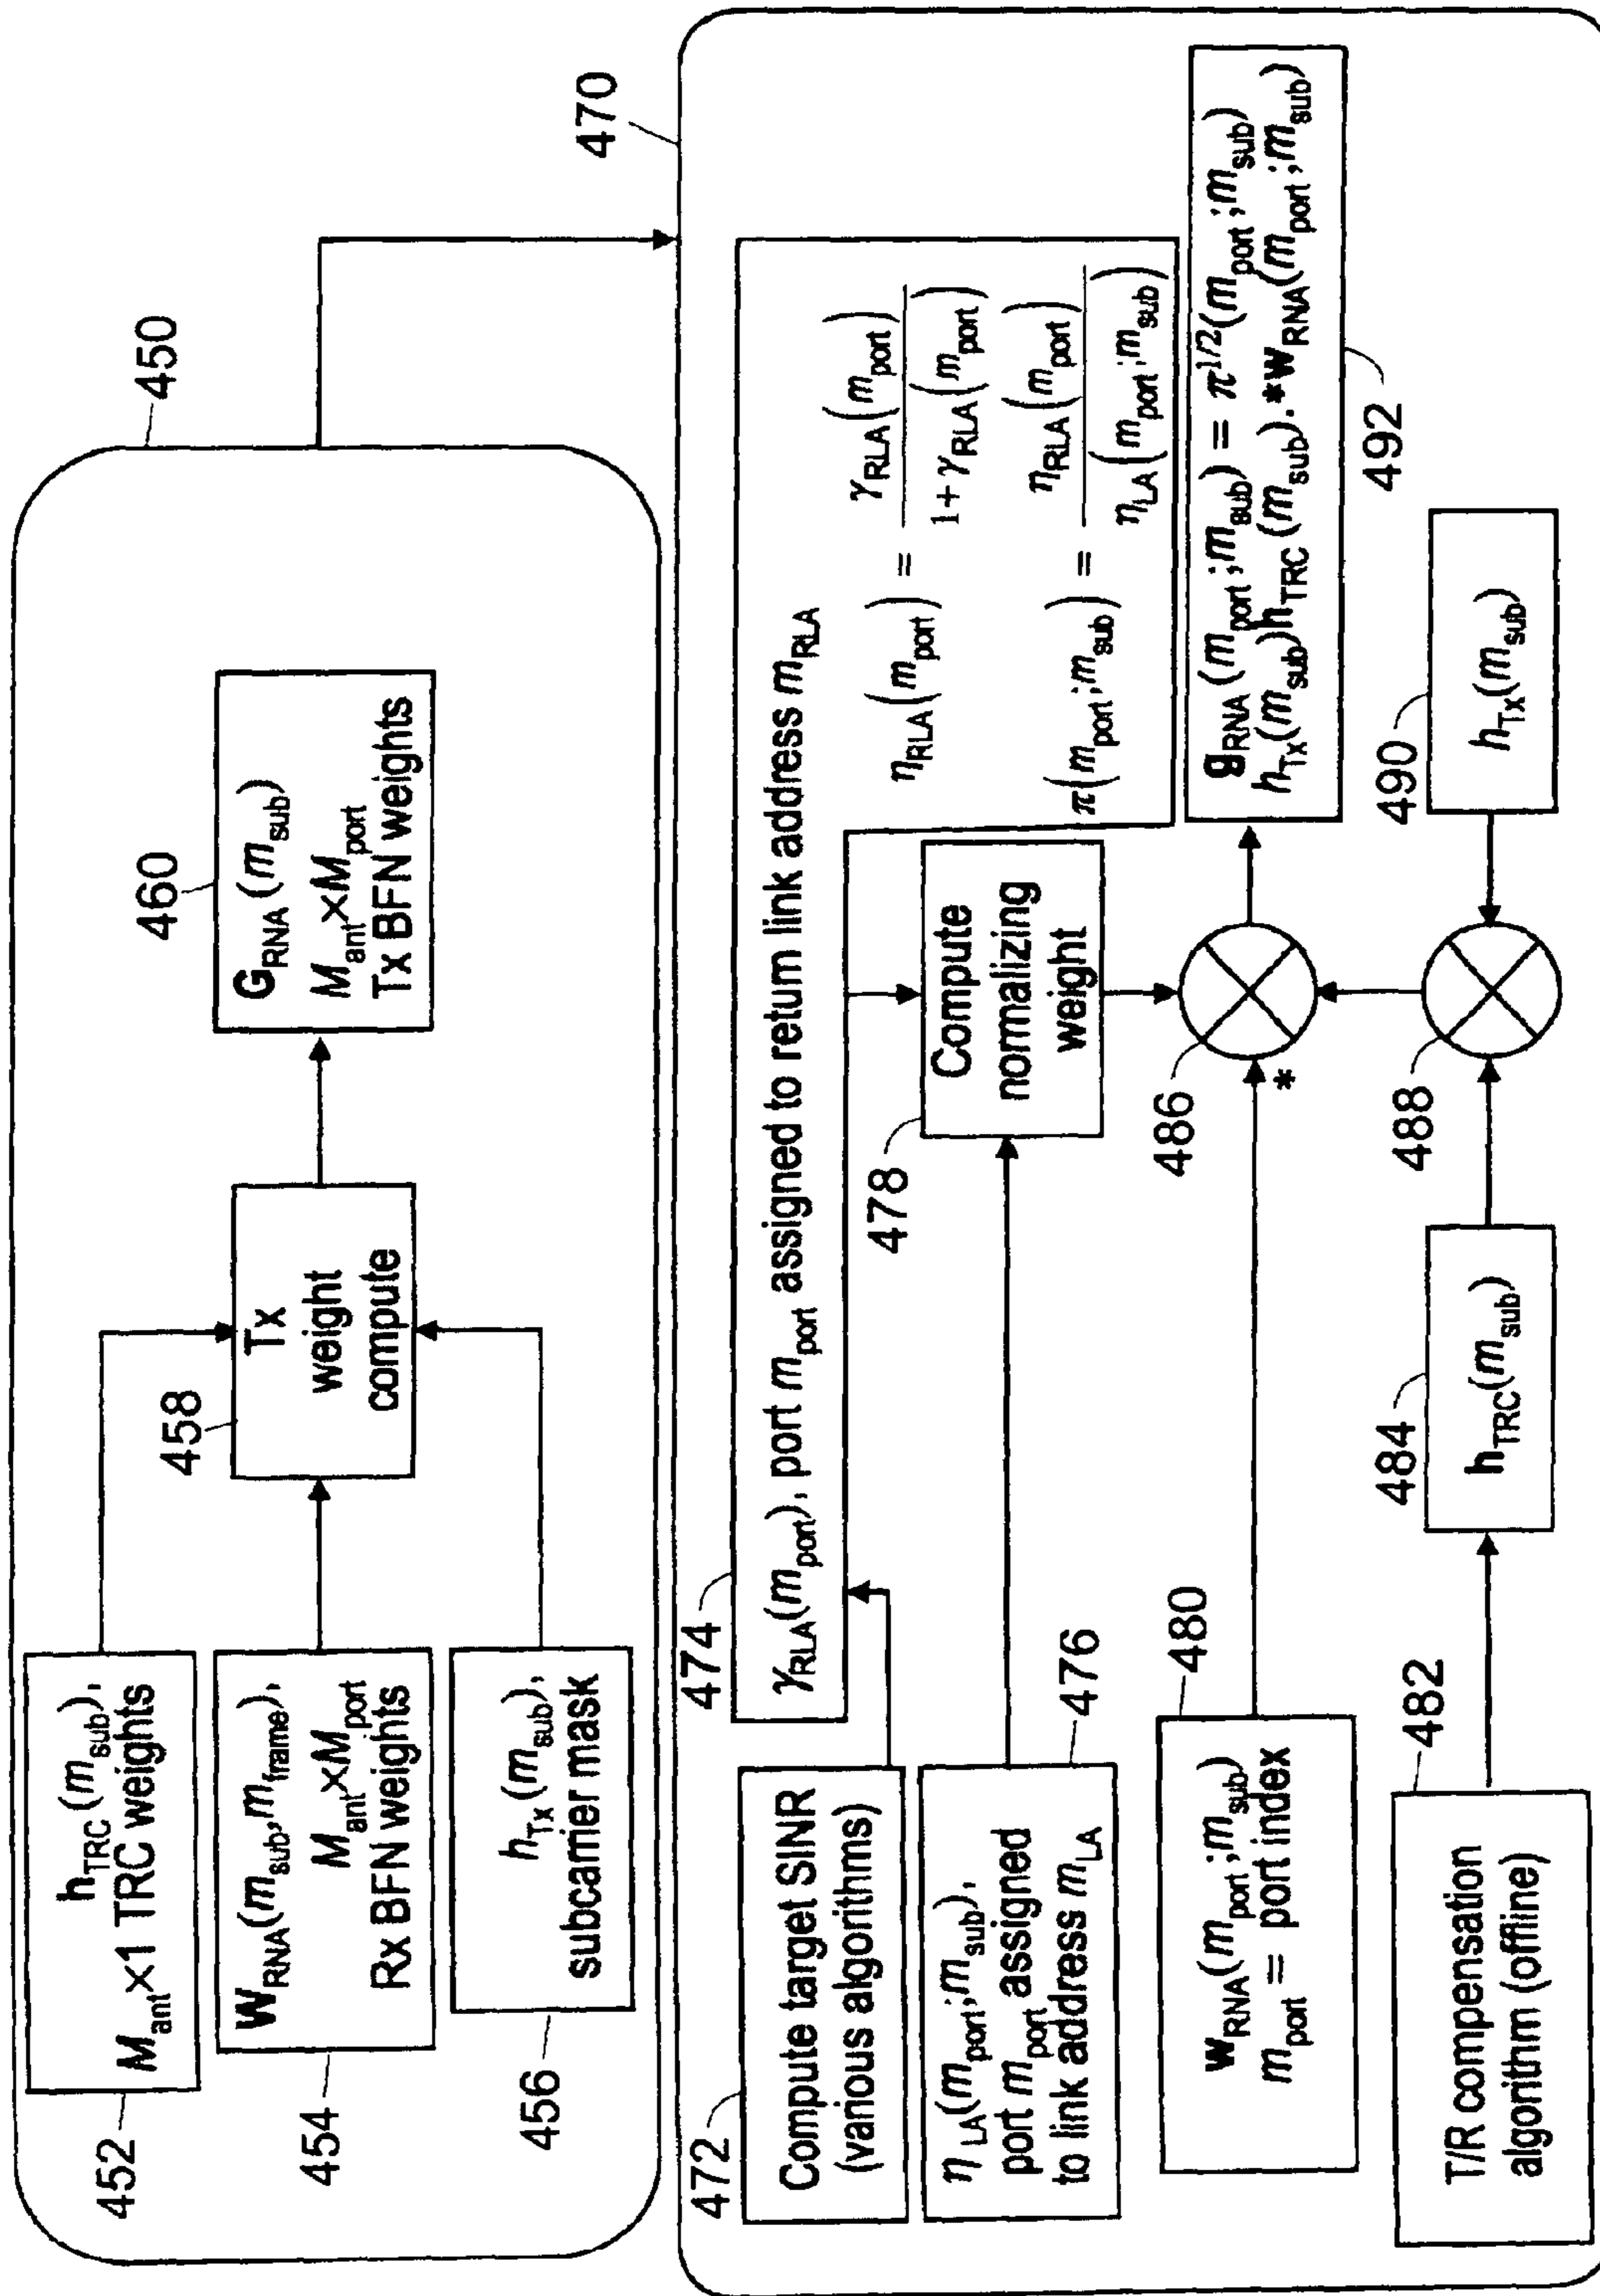 450
452
h_TRC(m_sub),
M_ant×1 TRC weights
454
W_RNA(m_sub,m_frame),
M_ant×M_port
Rx BFN weights
456
h_Tx(m_sub),
subcarrier mask
458
Tx
weight
compute
460
G_RNA(m_sub)
M_ant×M_port
Tx BFN weights
470
472
Compute target SINR
(various algorithms)
474
γ_RLA(m_port), port m_port assigned to return link address m_RLA
η_RLA(m_port) = γ_RLA(m_port) / 1+γ_RLA(m_port)
π(m_port;m_sub) = η_RLA(m_port) / η_LA(m_port;m_sub)
476
η_LA(m_port;m_sub),
port m_port assigned
to link address m_LA
478
Compute
normalizing
weight
480
w_RNA(m_port;m_sub)
m_port = port index
482
T/R compensation
algorithm (offline)
484
h_TRC(m_sub)
486
*
488
490
h_Tx(m_sub)
g_RNA(m_port;m_sub) = π^1/2(m_port;m_sub)
h_Tx(m_sub)h_TRC(m_sub).*w_RNA(m_port;m_sub)
492